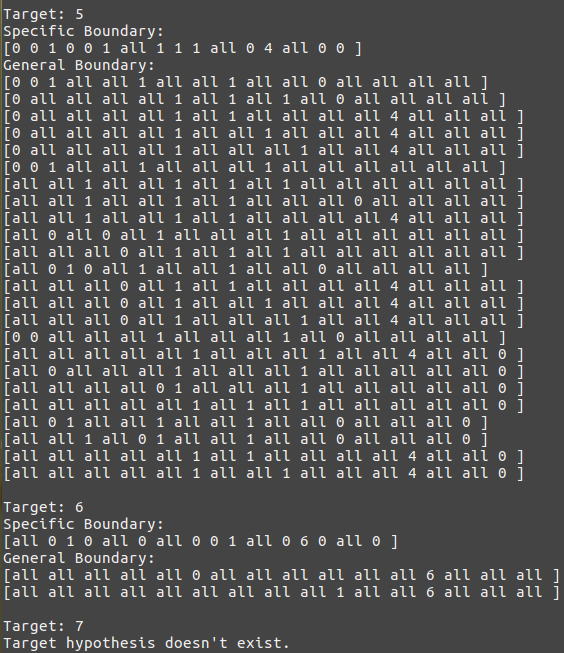 Target: 5
Specific Boundary:
[0 0 1 0 0 1 all 1 1 1 all 0 4 all 0 0 ]
General Boundary:
[0 0 1 all all 1 all all 1 all all 0 all all all all ]
[0 all all all all 1 all 1 all 1 all 0 all all all all ]
[0 all all all all 1 all 1 all all all all 4 all all all ]
[0 all all all all 1 all all 1 all all all 4 all all all ]
[0 all all all all 1 all all all 1 all all 4 all all all ]
[0 0 1 all all 1 all all all 1 all all all all all all ]
[all all 1 all all 1 all 1 all 1 all all all all all all ]
[all all 1 all all 1 all 1 all all all 0 all all all all ]
[all all 1 all all 1 all 1 all all all all 4 all all all ]
[all 0 all 0 all 1 all all all 1 all all all all all all ]
[all all all 0 all 1 all 1 all 1 all all all all all all ]
[all 0 1 0 all 1 all all 1 all all 0 all all all all ]
[all all all 0 all 1 all 1 all all all all 4 all all all ]
[all all all 0 all 1 all all 1 all all all 4 all all all ]
[all all all 0 all 1 all all all 1 all all 4 all all all ]
[0 0 all all all 1 all all all 1 all 0 all all all all ]
[all all all all all 1 all all all 1 all all 4 all all 0 ]
[all 0 all all all 1 all all all 1 all all all all all 0 ]
[all all all all 0 1 all all all 1 all all all all all 0 ]
[all all all all all 1 all 1 all 1 all all all all all 0 ]
[all 0 1 all all 1 all all 1 all all 0 all all all 0 ]
[all all 1 all 0 1 all all 1 all all 0 all all all 0 ]
[all all all all all 1 all 1 all all all all 4 all all 0 ]
[all all all all all 1 all all 1 all all all 4 all all 0 ]
Target: 6
Specific Boundary:
[all 0 1 0 all 0 all 0 0 1 all 0 6 0 all 0 ]
General Boundary:
[all all all all all 0 all all all all all all 6 all all all ]
[all all all all all all all all all 1 all all 6 all all all ]
Target: 7
Target hypothesis doesn't exist.